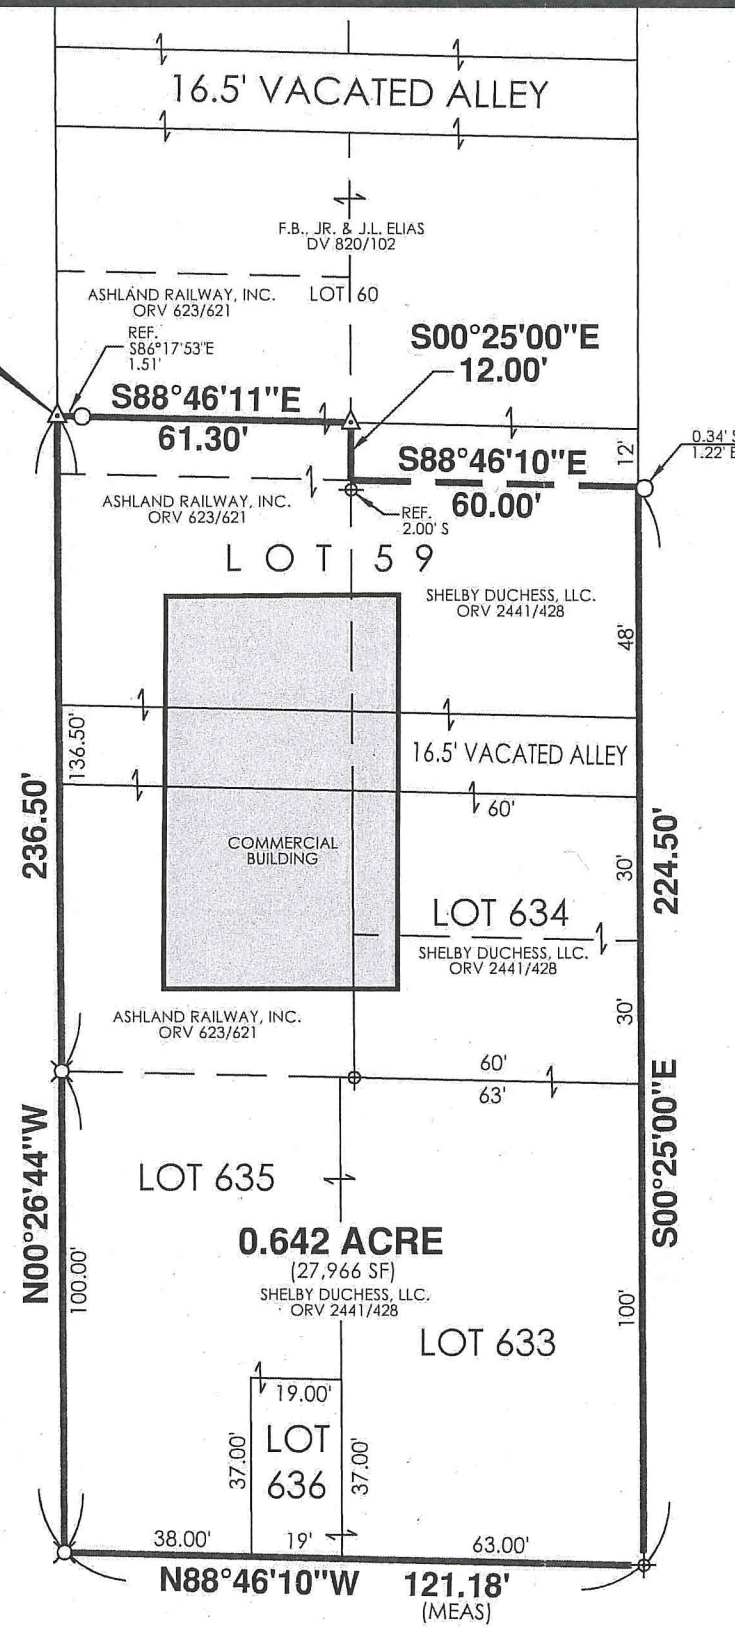 16.5' VACATED ALLEY
F.B., JR. & J.L. ELIAS
DV 820/102
ASHLAND RAILWAY, INC.
ORV 623/621
LOT 60
REF.
S86°17'53"E
1.51'
S00°25'00"E
12.00'
S88°46'11"E
61.30'
12'
0.34' S
1.22' E
S88°46'10"E
60.00'
ASHLAND RAILWAY, INC.
ORV 623/621
REF.
2.00' S
LOT 59
SHELBY DUCHESS, LLC.
ORV 2441/428
48'
136.50'
16.5' VACATED ALLEY
60'
236.50'
224.50'
COMMERCIAL
BUILDING
30'
LOT 634
SHELBY DUCHESS, LLC.
ORV 2441/428
30'
ASHLAND RAILWAY, INC.
ORV 623/621
60'
63'
N00°26'44"W
S00°25'00"E
LOT 635
0.642 ACRE
(27,966 SF)
SHELBY DUCHESS, LLC.
ORV 2441/428
100.00'
100'
LOT 633
19.00'
37.00'
LOT
636
37.00'
38.00'
19'
63.00'
N88°46'10"W 121.18'
(MEAS)